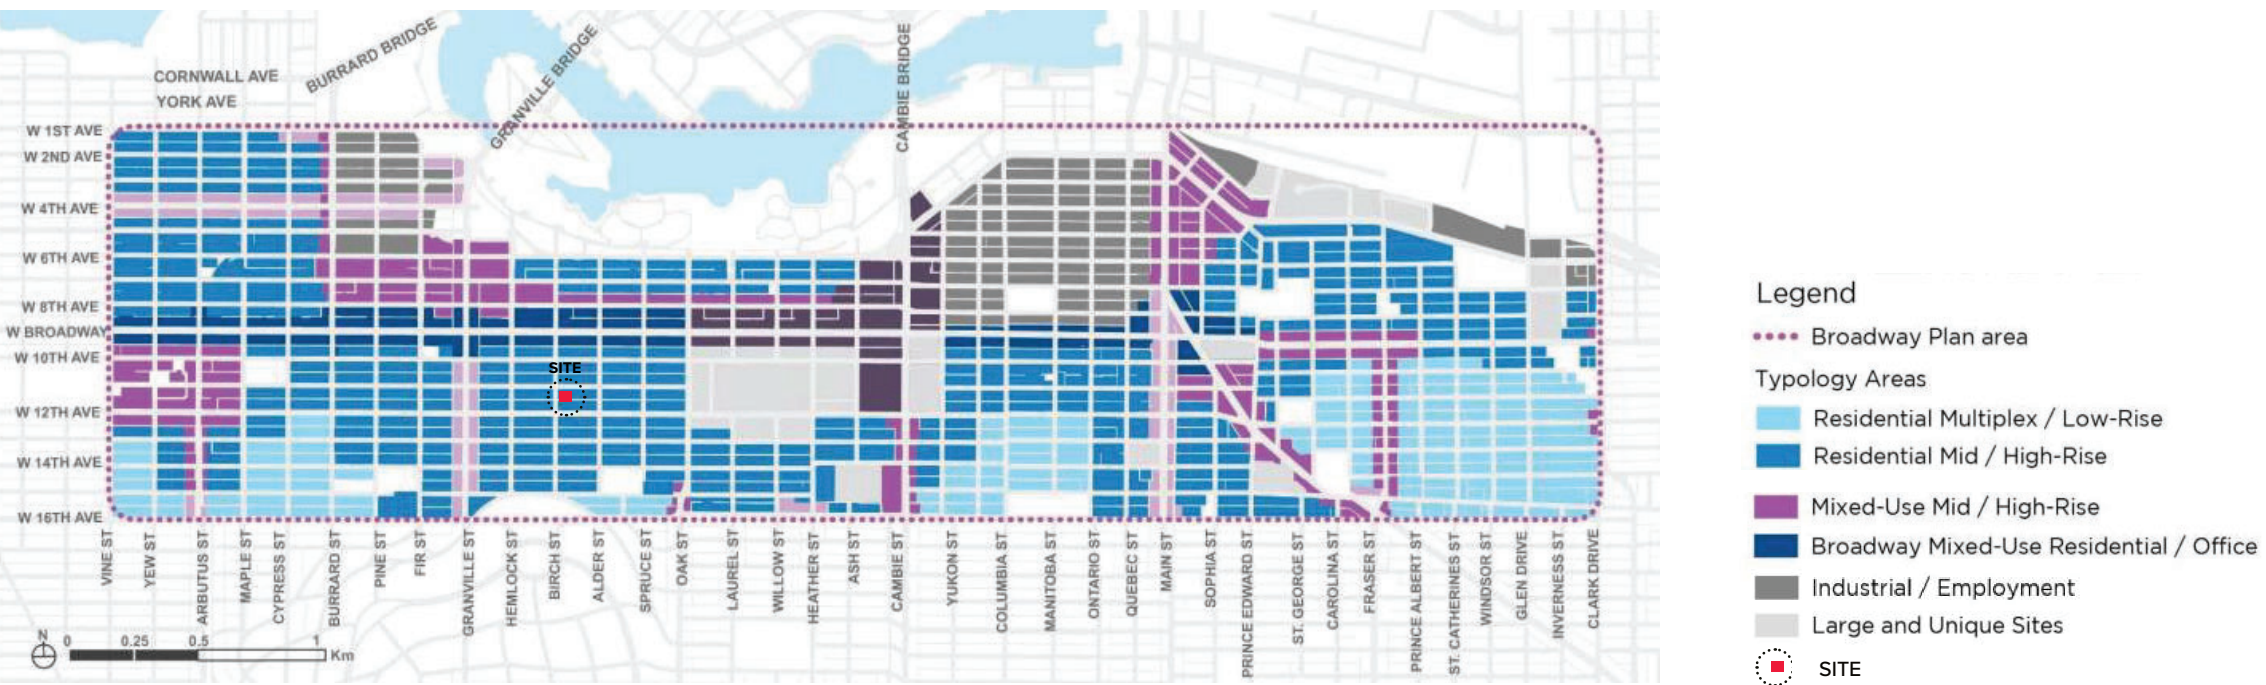 BURRARD BRIDGE
GRANVILLE BRIDGE
CAMBIE BRIDGE
CORNWALL AVE
YORK AVE
W 1ST AVE
W 2ND AVE
W 4TH AVE
W 6TH AVE
W 8TH AVE
W BROADWAY
W 10TH AVE
W 12TH AVE
W 14TH AVE
W 16TH AVE
SITE
VINE ST
YEW ST
ARBUTUS ST
MAPLE ST
CYPRESS ST
BURRARD ST
PINE ST
FIR ST
GRANVILLE ST
HEMLOCK ST
BIRCH ST
ALDER ST
SPRUCE ST
OAK ST
LAUREL ST
WILLOW ST
HEATHER ST
ASH ST
CAMBIE ST
YUKON ST
COLUMBIA ST
MANITOBA ST
ONTARIO ST
QUEBEC ST
MAIN ST
SOPHIA ST
PRINCE EDWARD ST
ST. GEORGE ST
CAROLINA ST
FRASER ST
PRINCE ALBERT ST
ST. CATHERINES ST
WINDSOR ST
GLEN DRIVE
INVERNESS ST
CLARK DRIVE
N
0 0.25 0.5 1
Km
Legend
Broadway Plan area
Typology Areas
Residential Multiplex / Low-Rise
Residential Mid / High-Rise
Mixed-Use Mid / High-Rise
Broadway Mixed-Use Residential / Office
Industrial / Employment
Large and Unique Sites
SITE